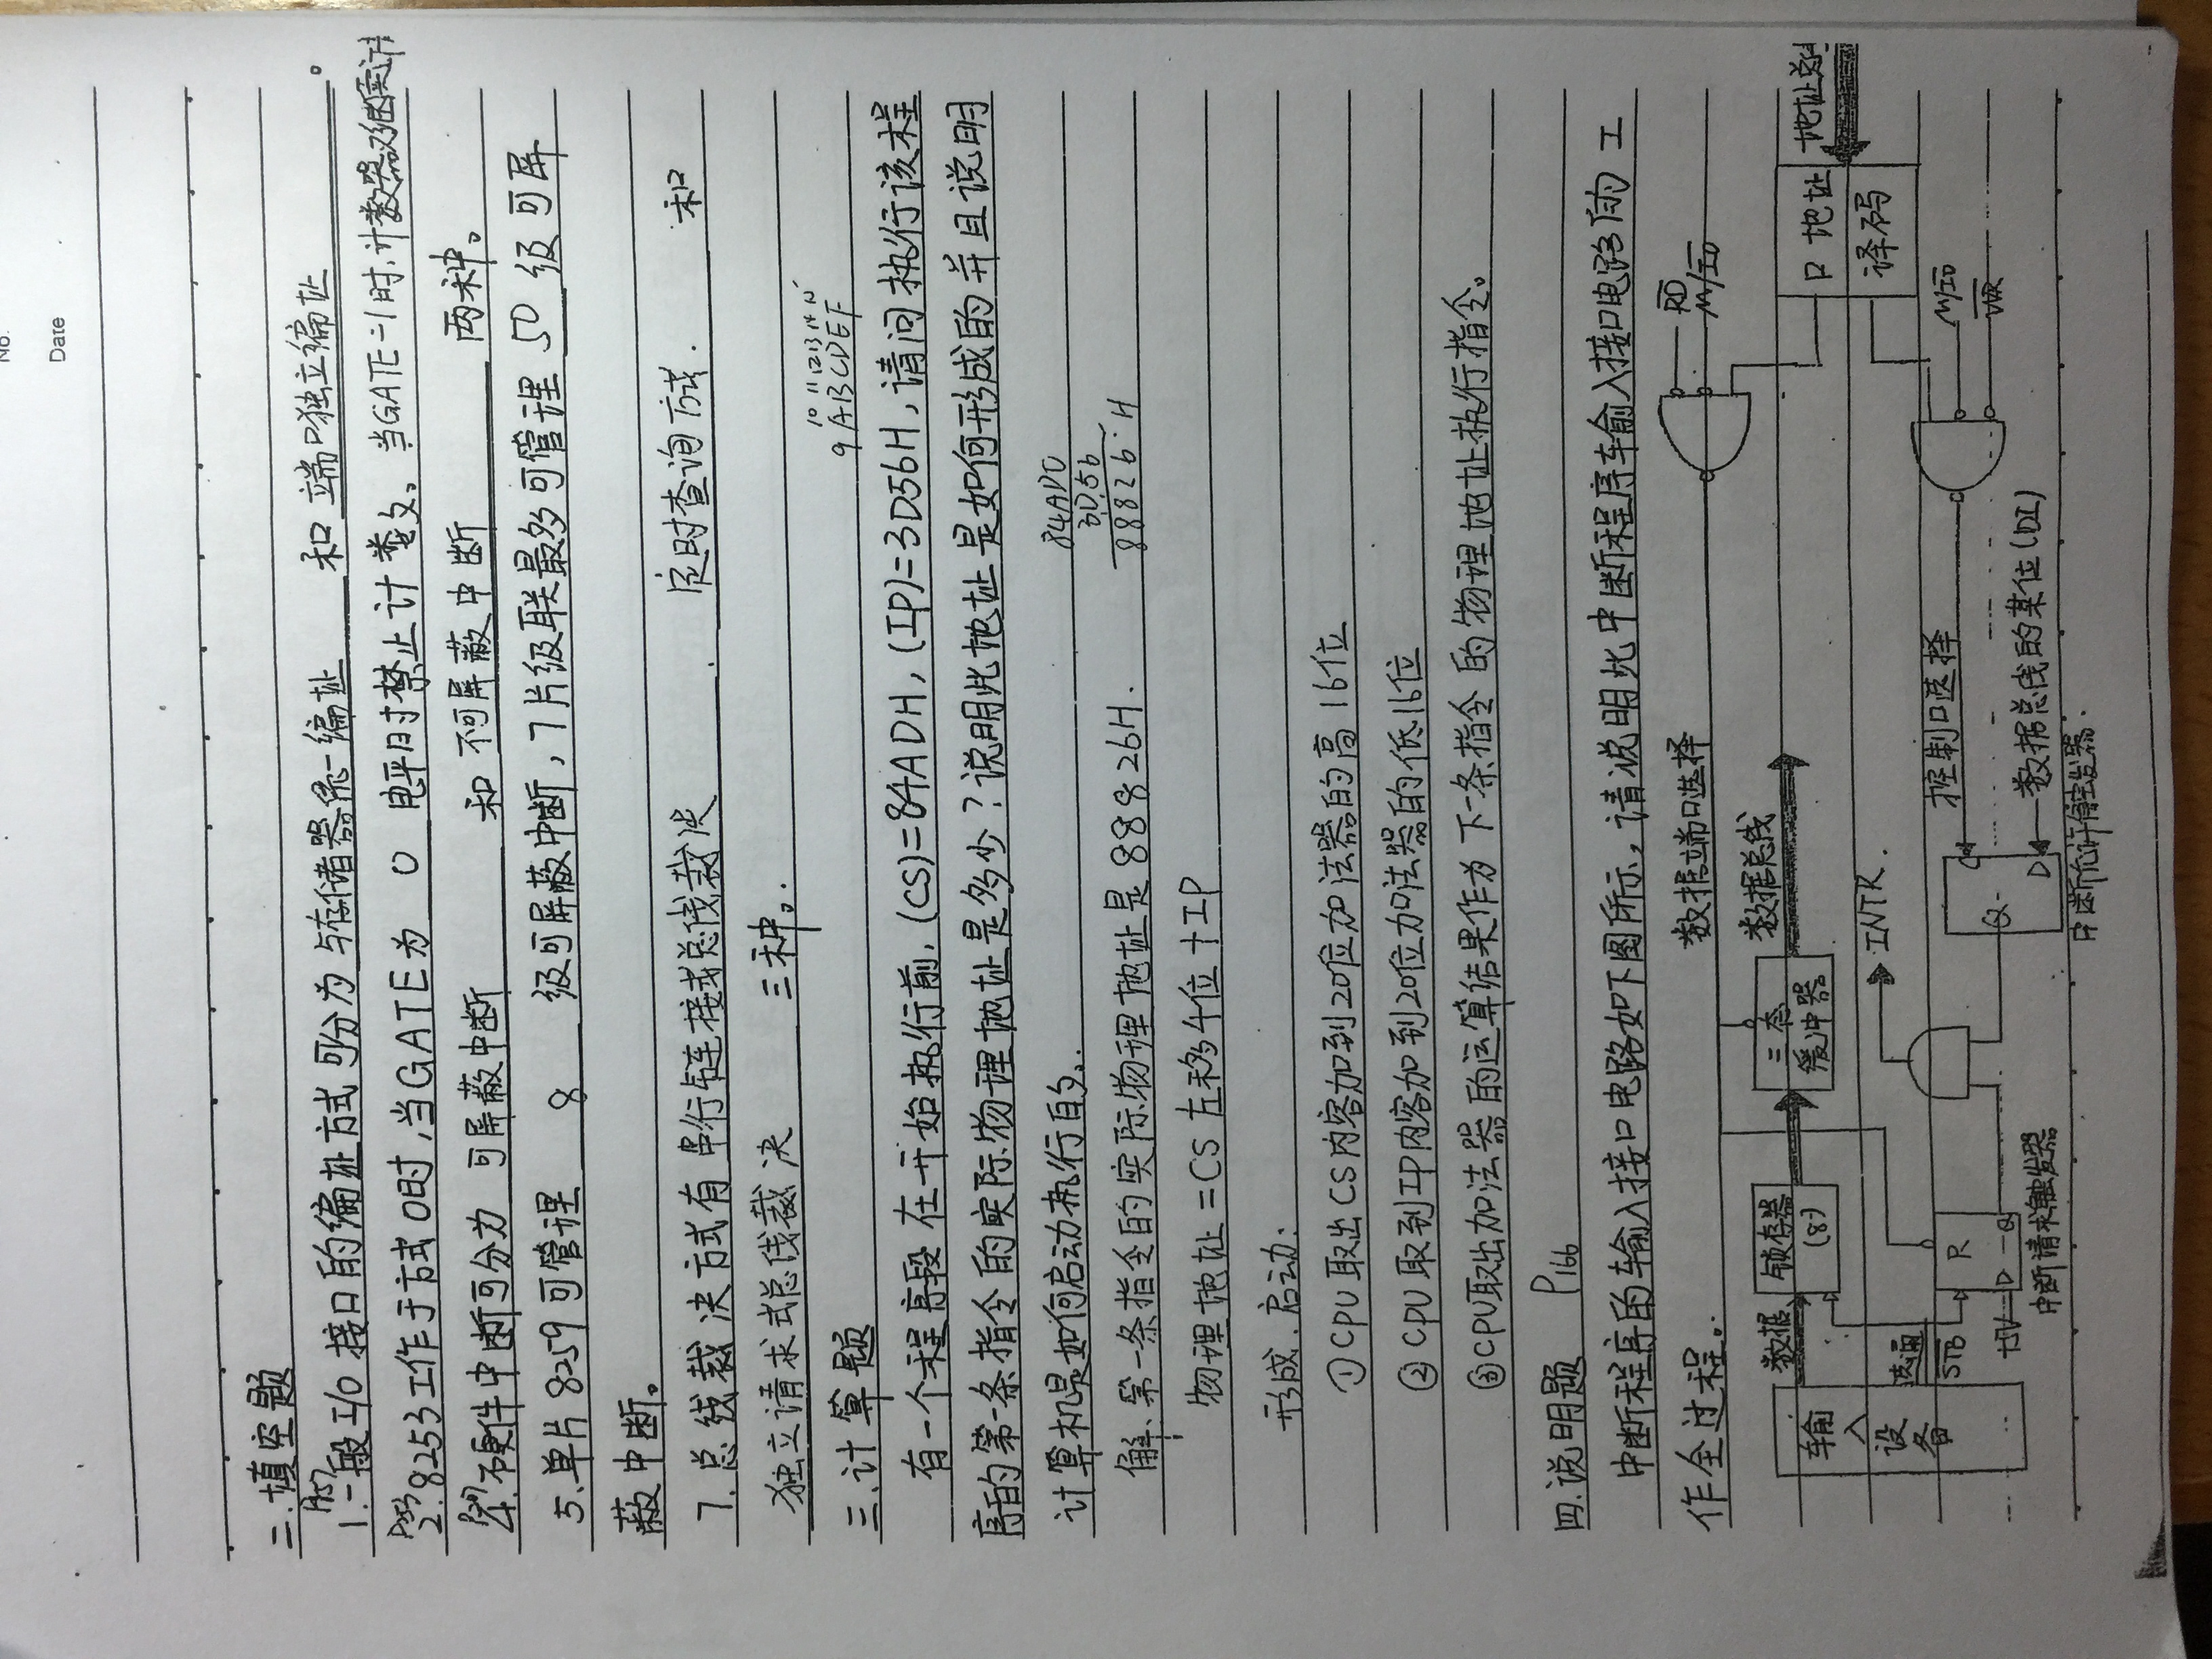 No.
Date
二.填空题
P157
1.一般I/O接口的编址方式可分为 与存储器统一编址 和 端口独立编址 。
2.8253工作于方式0时,当GATE为 0 电平时禁止计数。当GATE=1时,计数器又继续计
4.硬件中断可分为 可屏蔽中断 和 不可屏蔽中断 两种。
5.单片8259可管理 8 级可屏蔽中断,7片级联最多可管理 50 级可屏
蔽中断。
7.总线裁决方式有 串行链接式总线裁决 . 定时查询方式. 和
独立请求式总线裁决 三种。
10 11 12 13 14 15
9 A B C D E F
三.计算题
有一个程序段在开始执行前,(CS)=84ADH,(IP)=3D56H,请问执行该程
序的第一条指令的实际物理地址是多少?说明此地址是如何形成的并且说明
计算机是如何启动执行的。
84AD0
3D56
88826H
解:第一条指令的实际物理地址是88826H.
物理地址=CS左移4位+IP
形成.启动:
①CPU取出CS内容加到20位加法器的高16位
②CPU取到IP内容加到20位加法器的低16位
③CPU取出加法器的运算结果作为下一条指令的物理地址执行指令。
四.说明题 P166
中断程序的输入接口电路如下图所示,请说明此中断程序输入接口电路的工
作全过程。
数据端口选择
RD
M/IO
数据
锁存器
(8)
三态
缓冲器
数据总线
输入设备
口地址
译码
INTR.
选通
STB
R
+5V
D Q
中断请求触发器
控制口选择
M/IO
WR
Q
C
D
数据总线的某位(DI)
中断允许触发器.